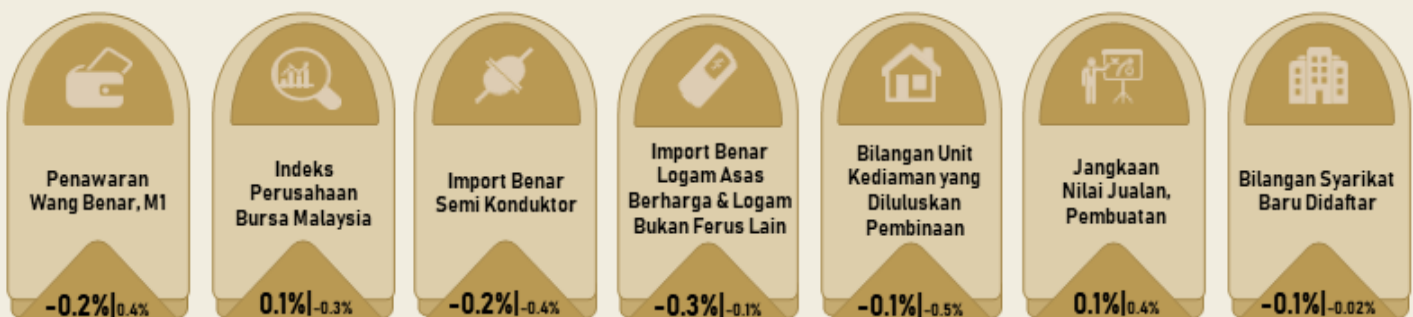 Penawaran
Wang Benar, M1
-0.2%|0.4%
Indeks
Perusahaan
Bursa Malaysia
0.1%|-0.3%
Import Benar
Semi Konduktor
-0.2%|-0.4%
Import Benar
Logam Asas
Berharga & Logam
Bukan Ferus Lain
-0.3%|-0.1%
Bilangan Unit
Kediaman yang
Diluluskan
Pembinaan
-0.1%|-0.5%
Jangkaan
Nilai Jualan,
Pembuatan
0.1%|0.4%
Bilangan Syarikat
Baru Didaftar
-0.1%|-0.02%